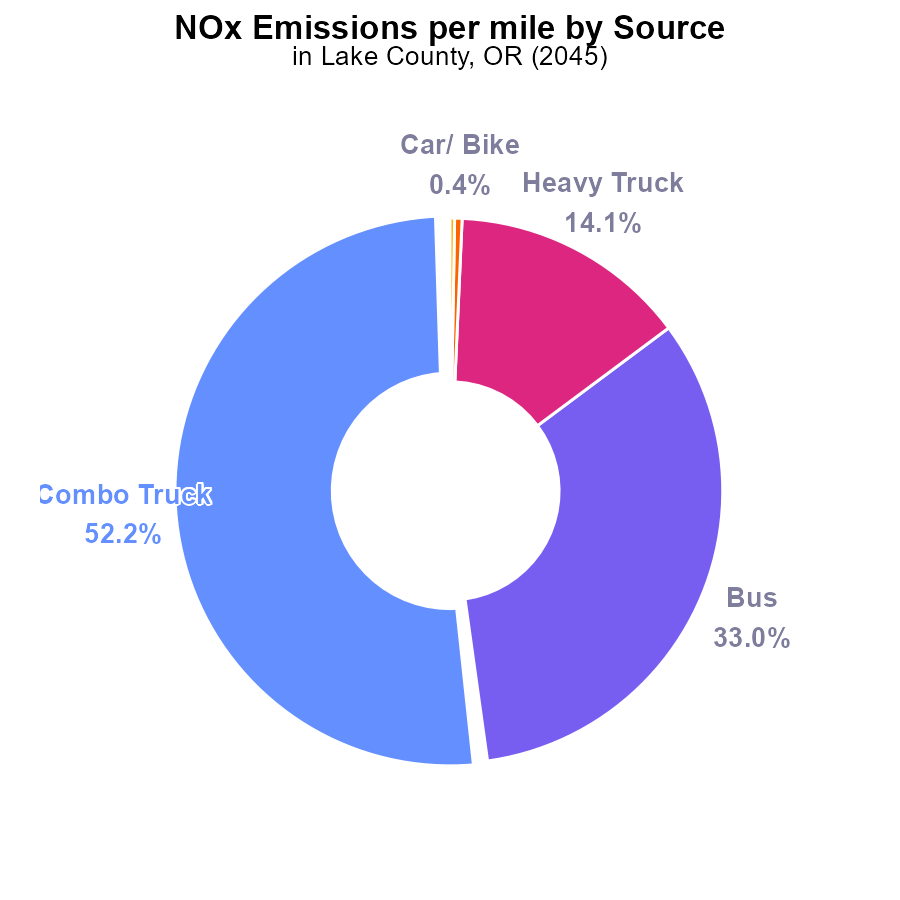 NOx Emissions per mile by Source
in Lake County, OR (2045)
Car/ Bike
0.4%
Heavy Truck
14.1%
Combo Truck
52.2%
Bus
33.0%